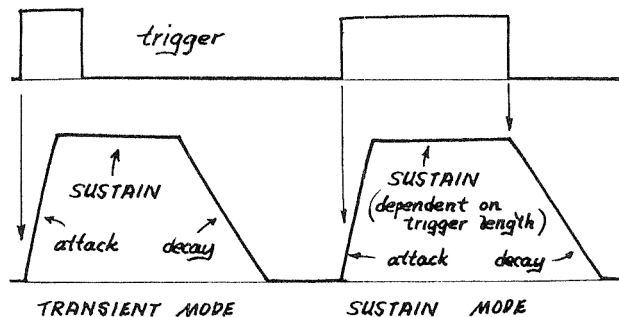 trigger
SUSTAIN
attack
decay
SUSTAIN
(dependent on
trigger length)
attack
decay
TRANSIENT MODE
SUSTAIN MODE